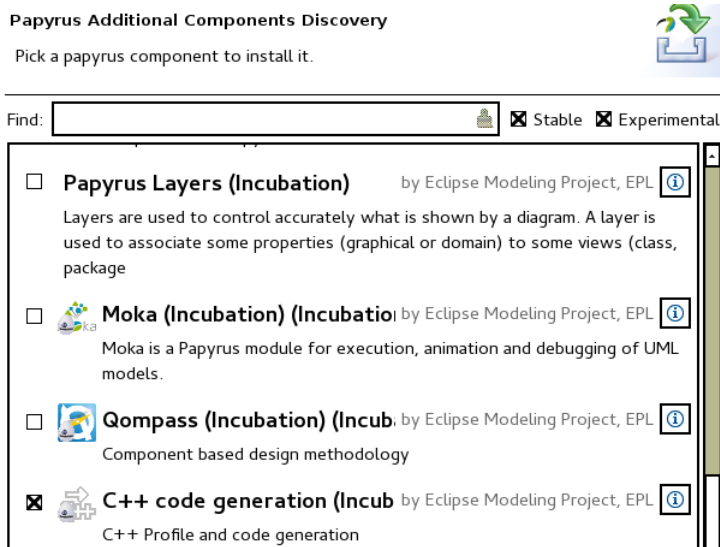 Papyrus Additional Components Discovery
Pick a papyrus component to install it.
Find: Stable Experimental
Papyrus Layers (Incubation) by Eclipse Modeling Project, EPL
Layers are used to control accurately what is shown by a diagram. A layer is
used to associate some properties (graphical or domain) to some views (class,
package
Moka (Incubation) (Incubatio by Eclipse Modeling Project, EPL
Moka is a Papyrus module for execution, animation and debugging of UML
models.
Qompass (Incubation) (Incub by Eclipse Modeling Project, EPL
Component based design methodology
C++ code generation (Incub by Eclipse Modeling Project, EPL
C++ Profile and code generation